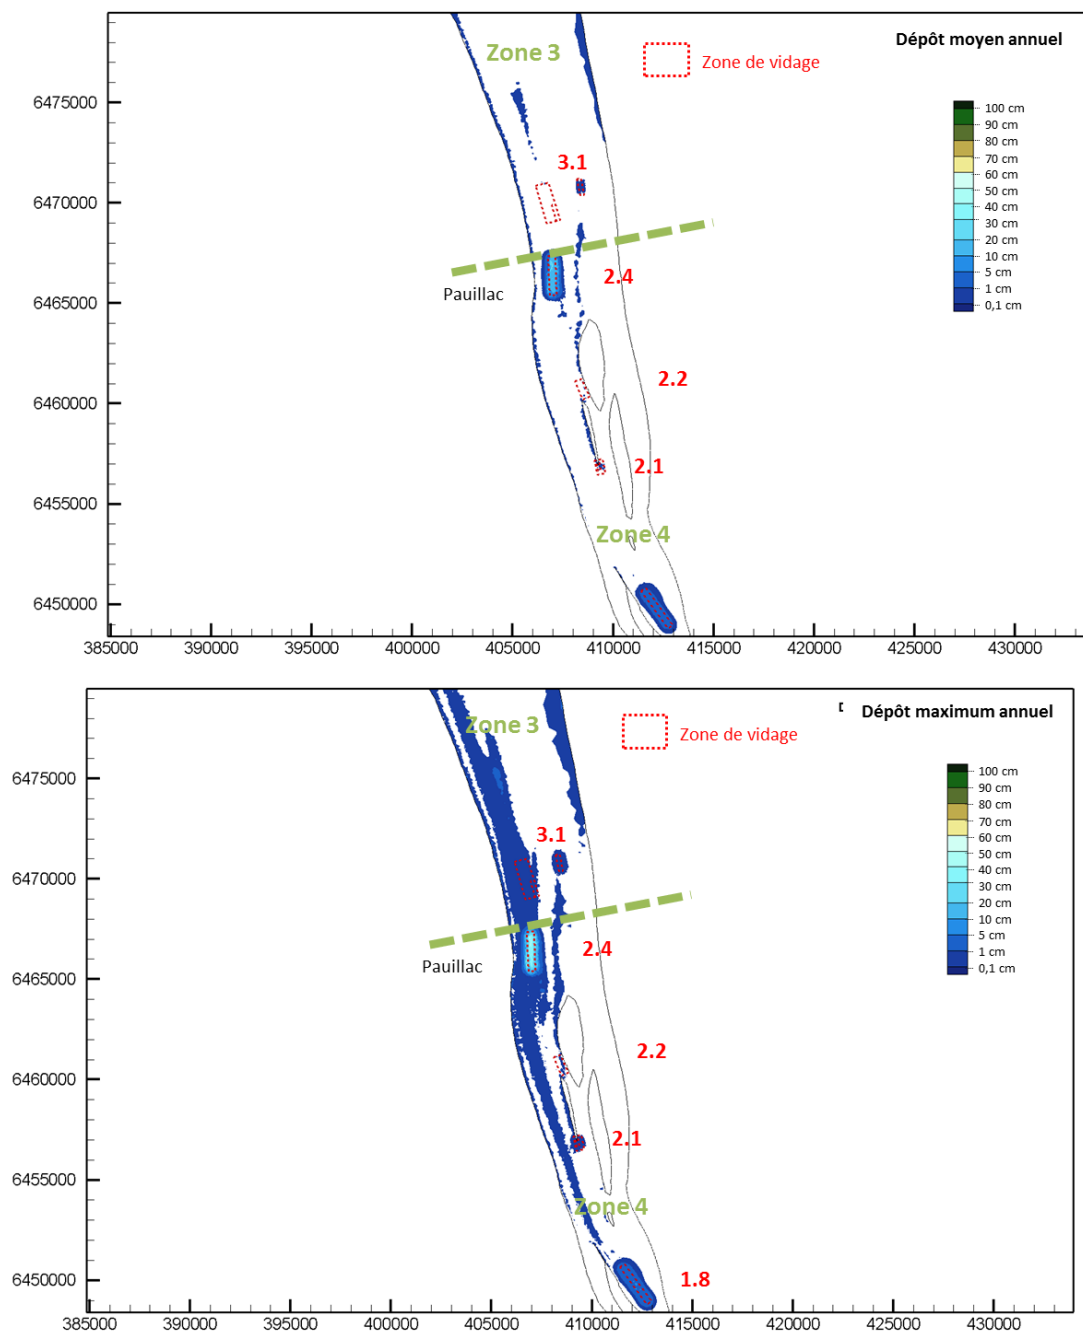 Zone 3
Dépôt moyen annuel
Zone de vidage
6475000
100 cm
90 cm
80 cm
70 cm
60 cm
50 cm
40 cm
30 cm
20 cm
10 cm
5 cm
1 cm
0,1 cm
3.1
6470000
2.4
Pauillac
6465000
2.2
6460000
2.1
6455000
Zone 4
6450000
385000 390000 395000 400000 405000 410000 415000 420000 425000 430000
Zone 3
Dépôt maximum annuel
Zone de vidage
6475000
100 cm
90 cm
80 cm
70 cm
60 cm
50 cm
40 cm
30 cm
20 cm
10 cm
5 cm
1 cm
0,1 cm
3.1
6470000
2.4
Pauillac
6465000
2.2
6460000
2.1
6455000
Zone 4
1.8
6450000
385000 390000 395000 400000 405000 410000 415000 420000 425000 430000